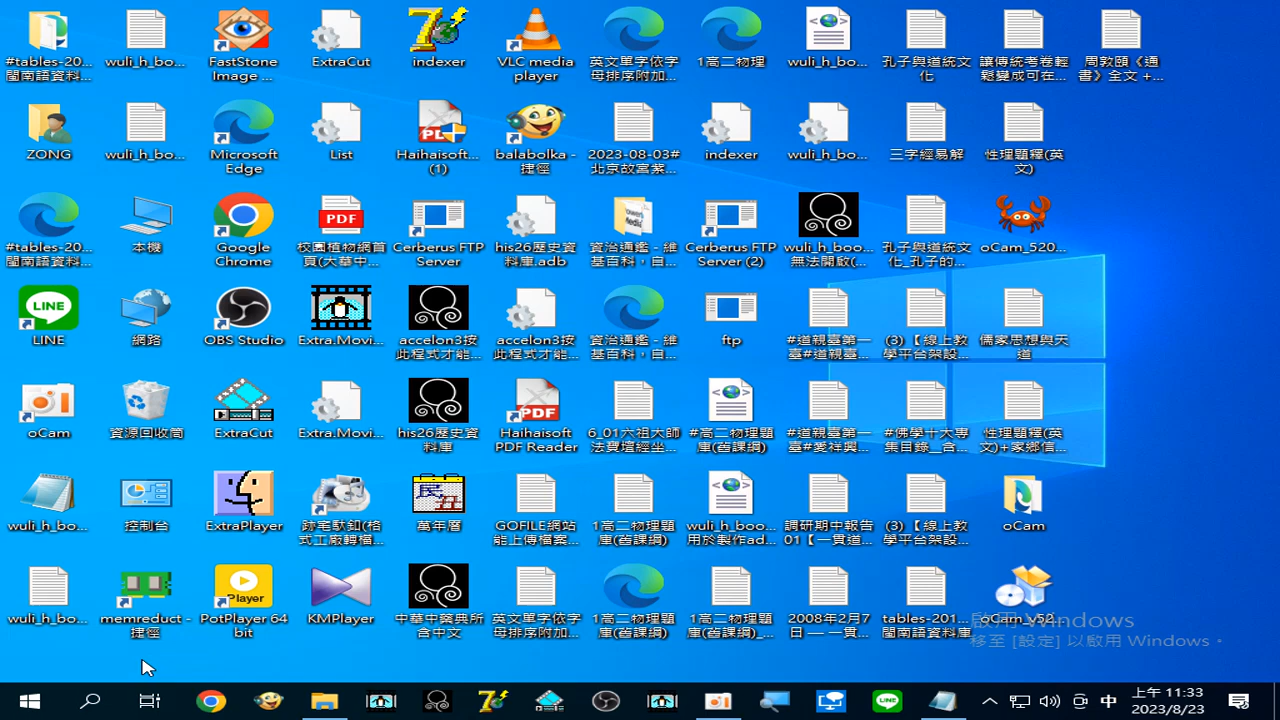 #tables-20...
閩南語資料...
wuli_h_boo...
FastStone
Image ...
ExtraCut
indexer
VLC media
player
英文單字依字
母排序附加...
1高二物理
wuli_h_boo...
孔子與道統文
化
讓傳統考卷輕
鬆變成可在...
周敦頤《通
書》全文 +...
ZONG
wuli_h_boo...
Microsoft
Edge
List
Haihaisoft...
(1)
balabolka -
捷徑
2023-08-03#
北京故宮紫...
indexer
wuli_h_bo...
三字經易解
性理題釋(英
文)
#tables-20...
閩南語資料...
本機
Google
Chrome
PDF
校園植物網首
頁(大華中...
Cerberus FTP
Server
his26歷史資
料庫.adb
資治通鑑 - 維
基百科，自...
Cerberus FTP
Server (2)
wuli_h_boo...
無法開啟(...
孔子與道統文
化_孔子的...
oCam_520...
LINE
LINE
網路
OBS Studio
Extra.Movi...
accelon3按
此程式才能...
accelon3按
此程式才能...
資治通鑑 - 維
基百科，自...
ftp
#道親臺第一
臺#道親臺...
(3) 【線上教
學平台架設...
儒家思想與天
道
oCam
資源回收筒
ExtraCut
Extra.Movi...
his26歷史資
料庫
PDF
Haihaisoft
PDF Reader
6_01六祖大師
法寶壇經坐...
#高二物理題
庫(舊課綱)
#道親臺第一
臺#愛祥興...
#佛學十大專
集目錄__含...
性理題釋(英
文)+家鄉信...
wuli_h_bo...
控制台
ExtraPlayer
格
式工廠轉檔...
萬年曆
GOFILE網站
能上傳檔案...
1高二物理題
庫(舊課綱)
wuli_h_boo...
用於製作ad...
調研期中報告
01【一貫道...
(3) 【線上教
學平台架設...
oCam
wuli_h_bo...
memreduct -
捷徑
Player
PotPlayer 64
bit
KMPlayer
中華中藥典所
含中文
英文單字依字
母排序附加...
1高二物理題
庫(舊課綱)
1高二物理題
庫(舊課綱)_...
2008年2月7
日 — 一貫...
tables-201...
閩南語資料庫
oCam_v52...
啟用 Windows
移至 [設定] 以啟用 Windows。
中
上午 11:33
2023/8/23